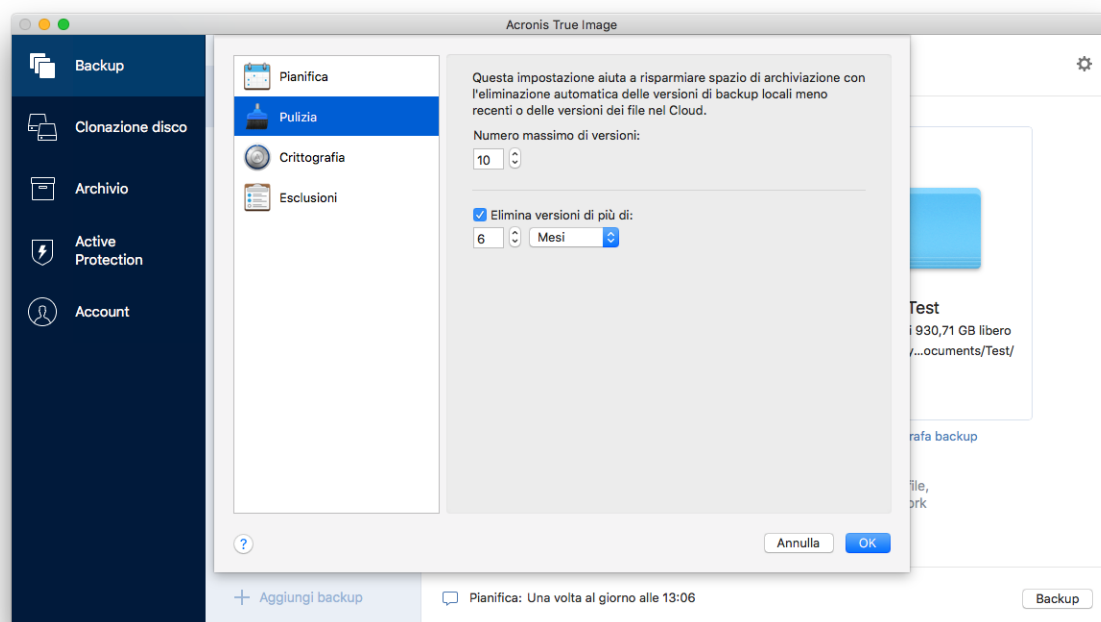 Acronis True Image
Backup
Clonazione disco
Archivio
Active
Protection
Account
Pianifica
Pulizia
Crittografia
Esclusioni
Questa impostazione aiuta a risparmiare spazio di archiviazione con
l'eliminazione automatica delle versioni di backup locali meno
recenti o delle versioni dei file nel Cloud.
Numero massimo di versioni:
10
Elimina versioni di più di:
6 Mesi
?
Annulla OK
Test
i 930,71 GB libero
y...ocuments/Test/
rafa backup
file,
ork
Aggiungi backup
Pianifica: Una volta al giorno alle 13:06
Backup